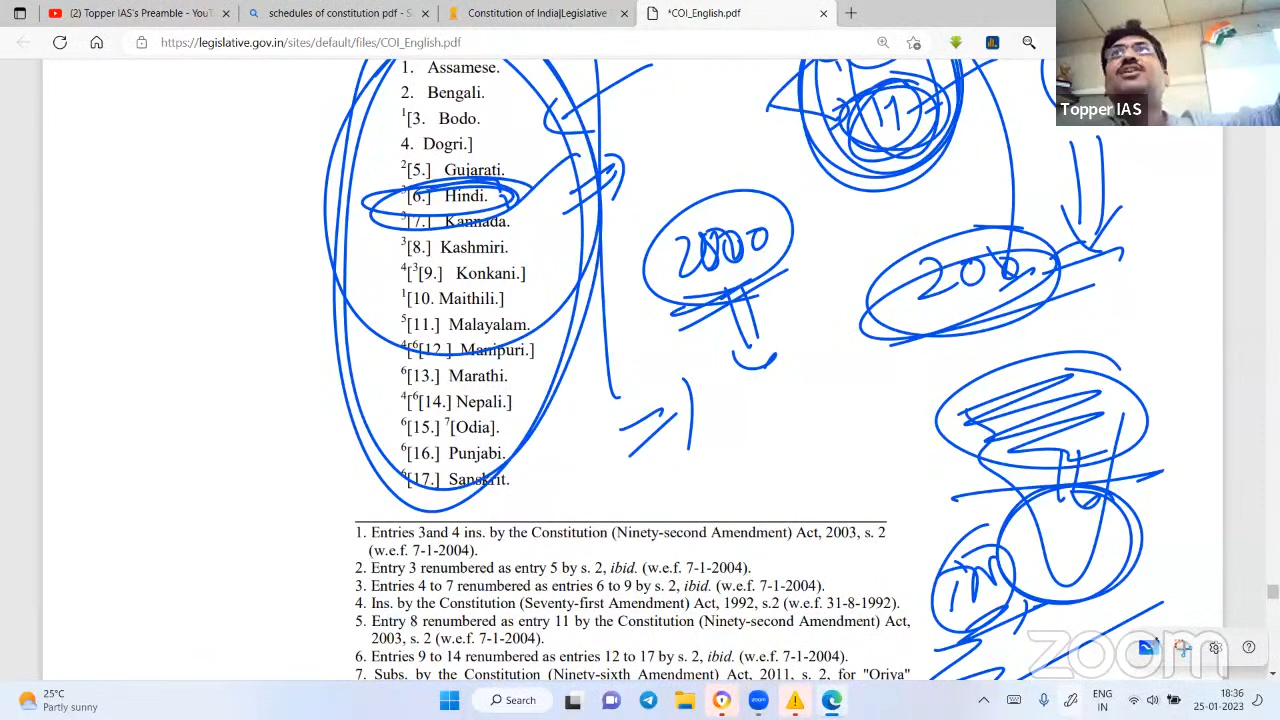 (2) Topper IAS's Preamble - YouT
schedules of constitution pdf - S
Constitution of India|Legislative
*COI_English.pdf
https://legislative.gov.in/sites/default/files/COI_English.pdf
Topper IAS
1. Assamese.
2. Bengali.
1[3. Bodo.
4. Dogri.]
2[5.] Gujarati.
3[6.] Hindi.
3[7.] Kannada.
3[8.] Kashmiri.
4[3[9.] Konkani.]
1[10. Maithili.]
5[11.] Malayalam.
4[6[12.] Manipuri.]
6[13.] Marathi.
4[6[14.] Nepali.]
6[15.] 7[Odia].
6[16.] Punjabi.
6[17.] Sanskrit.
1. Entries 3and 4 ins. by the Constitution (Ninety-second Amendment) Act, 2003, s. 2
(w.e.f. 7-1-2004).
2. Entry 3 renumbered as entry 5 by s. 2, ibid. (w.e.f. 7-1-2004).
3. Entries 4 to 7 renumbered as entries 6 to 9 by s. 2, ibid. (w.e.f. 7-1-2004).
4. Ins. by the Constitution (Seventy-first Amendment) Act, 1992, s.2 (w.e.f. 31-8-1992).
5. Entry 8 renumbered as entry 11 by the Constitution (Ninety-second Amendment) Act,
2003, s. 2 (w.e.f. 7-1-2004).
6. Entries 9 to 14 renumbered as entries 12 to 17 by s. 2, ibid. (w.e.f. 7-1-2004).
7. Subs. by the Constitution (Ninety-sixth Amendment) Act, 2011, s. 2, for "Oriya"
zoom
25°C
Partly sunny
Search
zoom
ENG
IN
18:36
25-01-2023